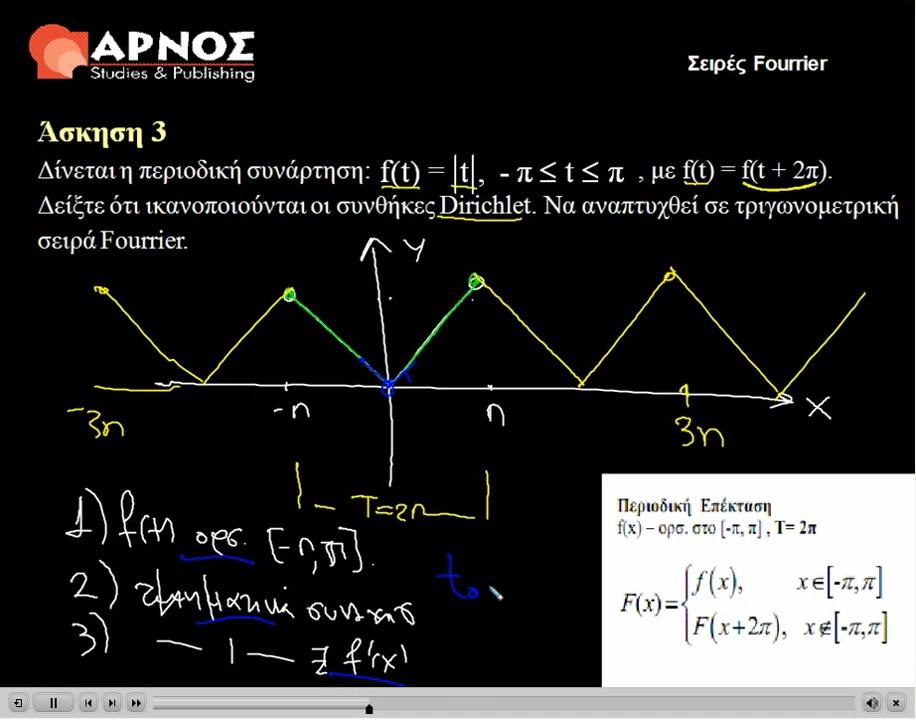 ΑΡΝΟΣ
Studies & Publishing
Σειρές Fourrier
Άσκηση 3
Δίνεται η περιοδική συνάρτηση: f(t) = |t|, - π ≤ t ≤ π , με f(t) = f(t + 2π).
Δείξτε ότι ικανοποιούνται οι συνθήκες Dirichlet. Να αναπτυχθεί σε τριγωνομετρική
σειρά Fourrier.
Y
-π π X
-3π 3π
T=2π
1) f(t) ορσ. [-π, π].
2) τμηματικά συνεχής
3) — 1 — f'(x)
t₀
Περιοδική Επέκταση
f(x) – ορσ. στο [-π, π] , T= 2π
F(x)= f(x), x∈[-π,π]
F(x+2π), x∉[-π,π]